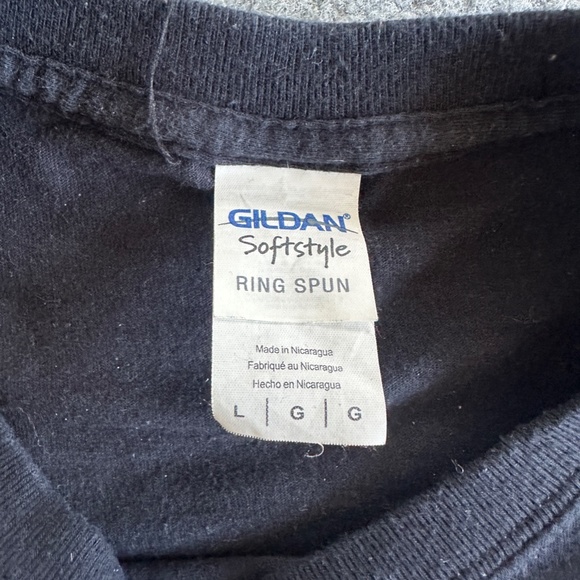 GILDAN®
Softstyle
RING SPUN
Made in Nicaragua
Fabriqué au Nicaragua
Hecho en Nicaragua
L | G | G